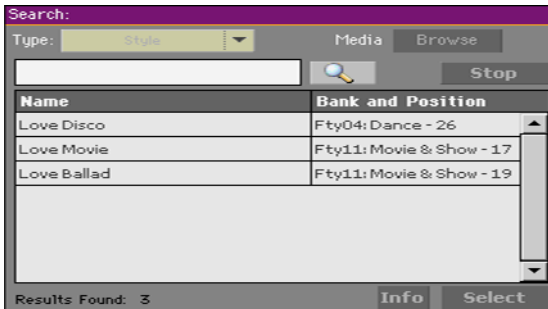 Search:
Type: Style Media Browse
Stop
Name Bank and Position
Love Disco Fty04: Dance - 26
Love Movie Fty11: Movie & Show - 17
Love Ballad Fty11: Movie & Show - 19
Results Found: 3 Info Select